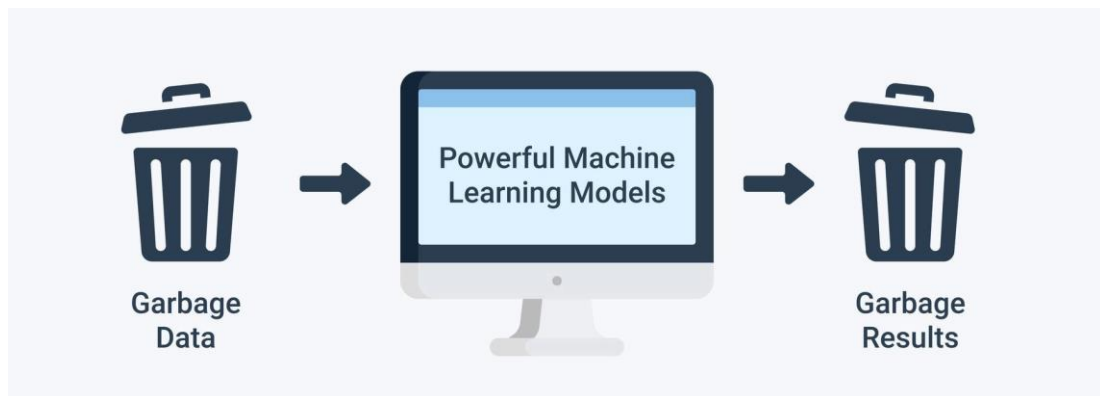 Garbage
Data
Powerful Machine
Learning Models
Garbage
Results